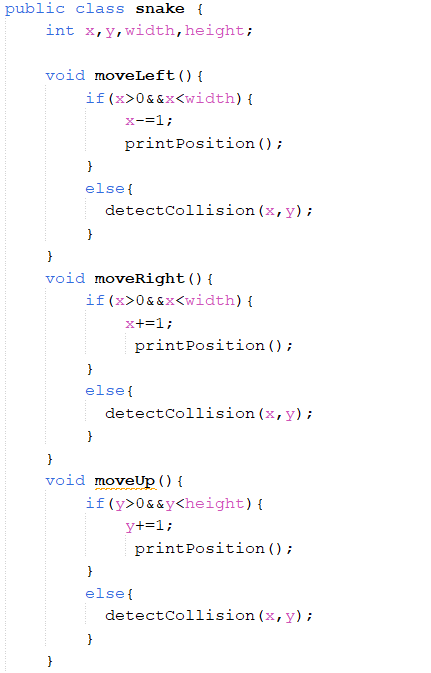 public class snake {
    int x,y,width,height;

    void moveLeft(){
        if(x>0&&x<width){
            x-=1;
            printPosition();
        }
        else{
          detectCollision(x,y);
        }
    }
    void moveRight(){
        if(x>0&&x<width){
            x+=1;
             printPosition();
        }
        else{
          detectCollision(x,y);
        }
    }
    void moveUp(){
        if(y>0&&y<height){
            y+=1;
             printPosition();
        }
        else{
          detectCollision(x,y);
        }
    }